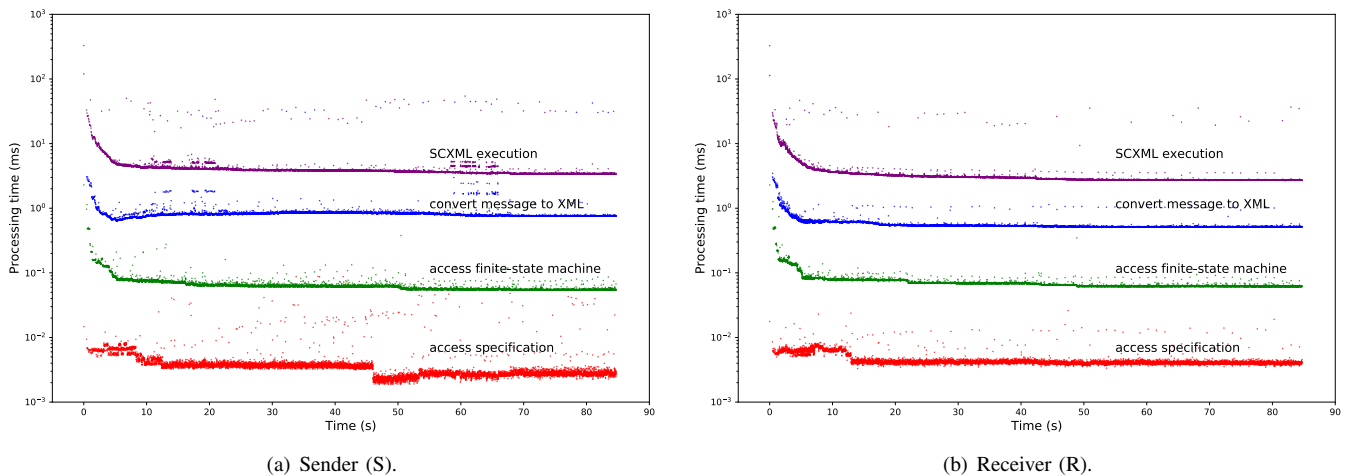 10³
10²
10¹
10⁰
10⁻¹
10⁻²
10⁻³
Processing time (ms)
SCXML execution
convert message to XML
access finite-state machine
access specification
0 10 20 30 40 50 60 70 80 90
Time (s)
(a) Sender (S).
10³
10²
10¹
10⁰
10⁻¹
10⁻²
10⁻³
Processing time (ms)
SCXML execution
convert message to XML
access finite-state machine
access specification
0 10 20 30 40 50 60 70 80 90
Time (s)
(b) Receiver (R).